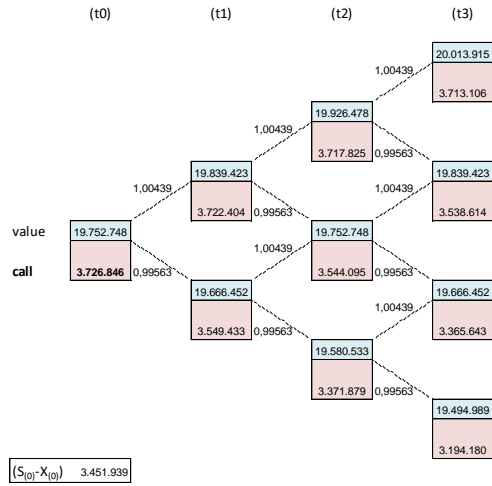 (t0) (t1) (t2) (t3)
20.013.915
1,00439
19.926.478 3.713.106
1,00439
19.839.423 3.717.825 0,99563 19.839.423
1,00439
value 19.752.748 3.722.404 0,99563 19.752.748 3.538.614
1,00439
call 3.726.846 0,99563 19.666.452 3.544.095 0,99563 19.666.452
1,00439
3.549.433 0,99563 19.580.533 3.365.643
3.371.879 0,99563 19.494.989
3.194.180
(S(0)-X(0)) 3.451.939